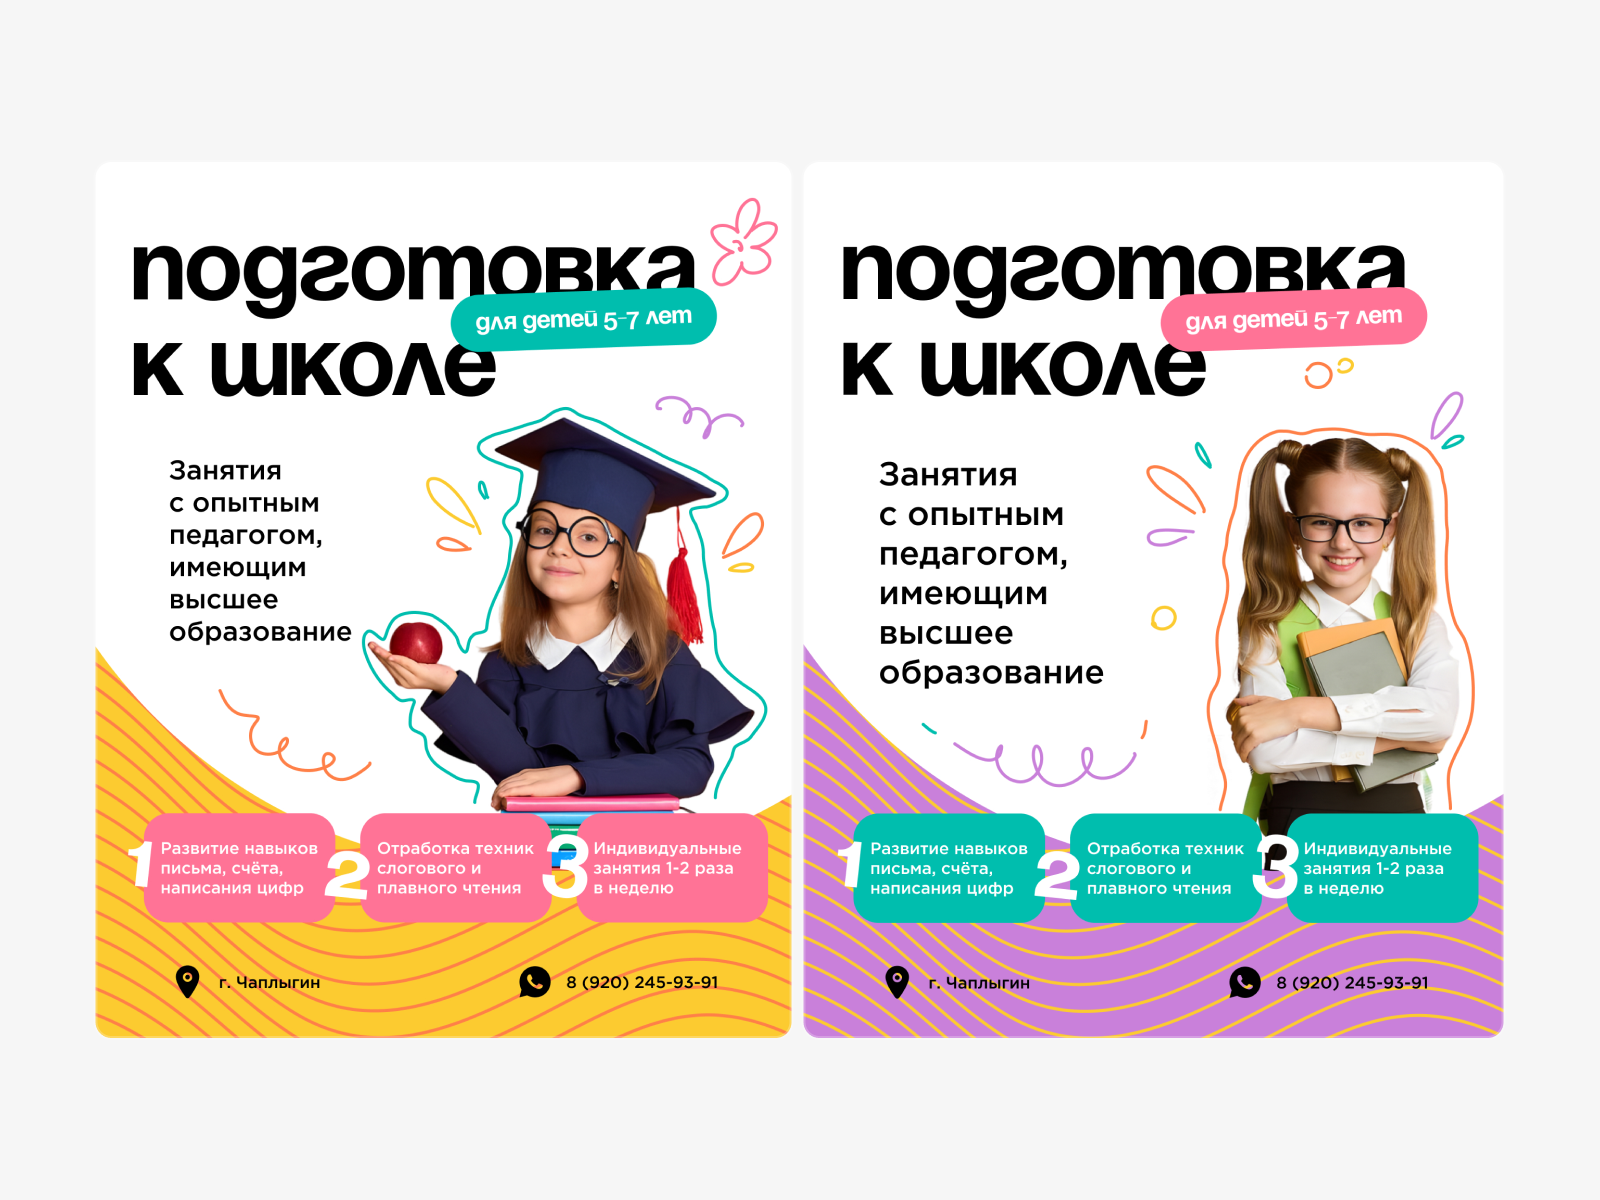 подготовка
для детей 5-7 лет
к школе
Занятия
с опытным
педагогом,
имеющим
высшее
образование
1
Развитие навыков
письма, счёта,
написания цифр
2
Отработка техник
слогового и
плавного чтения
3
Индивидуальные
занятия 1-2 раза
в неделю
г. Чаплыгин
8 (920) 245-93-91
подготовка
для детей 5-7 лет
к школе
Занятия
с опытным
педагогом,
имеющим
высшее
образование
1
Развитие навыков
письма, счёта,
написания цифр
2
Отработка техник
слогового и
плавного чтения
3
Индивидуальные
занятия 1-2 раза
в неделю
г. Чаплыгин
8 (920) 245-93-91